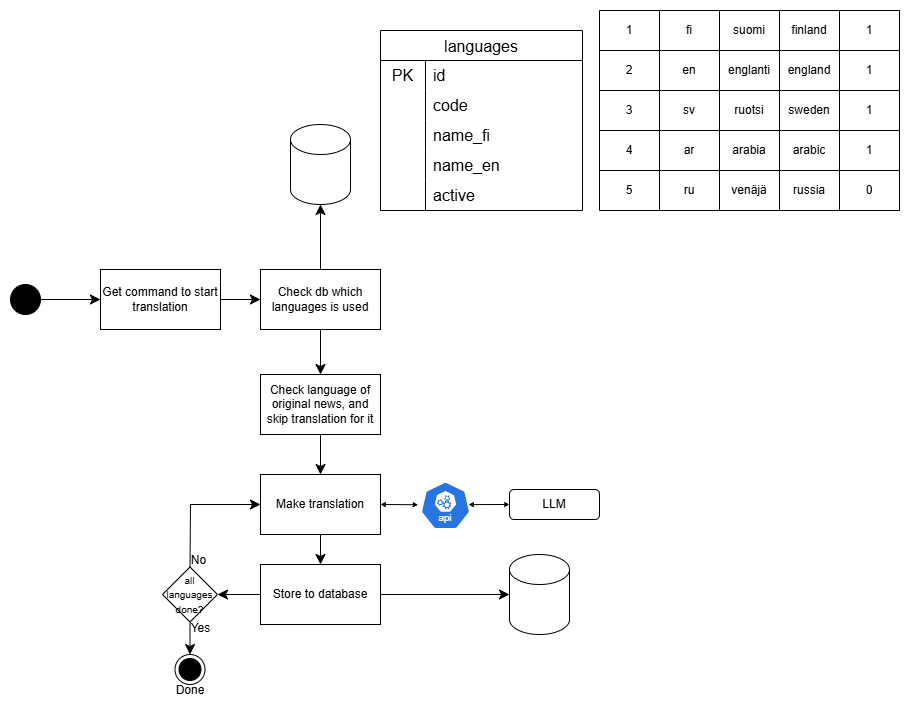 languages
PK id
code
name_fi
name_en
active
1 fi suomi finland 1
2 en englanti england 1
3 sv ruotsi sweden 1
4 ar arabia arabic 1
5 ru venäjä russia 0
Get command to start
translation
Check db which
languages is used
Check language of
original news, and
skip translation for it
Make translation
api
LLM
Store to database
No
all
languages
done?
Yes
Done